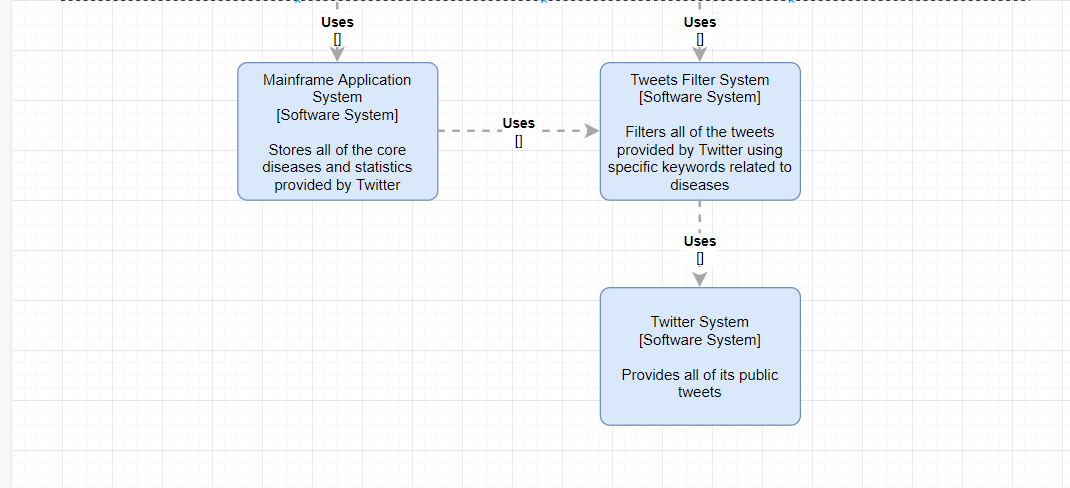 Uses
[]
Uses
[]
Mainframe Application
System
[Software System]
Stores all of the core
diseases and statistics
provided by Twitter
Uses
[]
Tweets Filter System
[Software System]
Filters all of the tweets
provided by Twitter using
specific keywords related to
diseases
Uses
[]
Twitter System
[Software System]
Provides all of its public
tweets